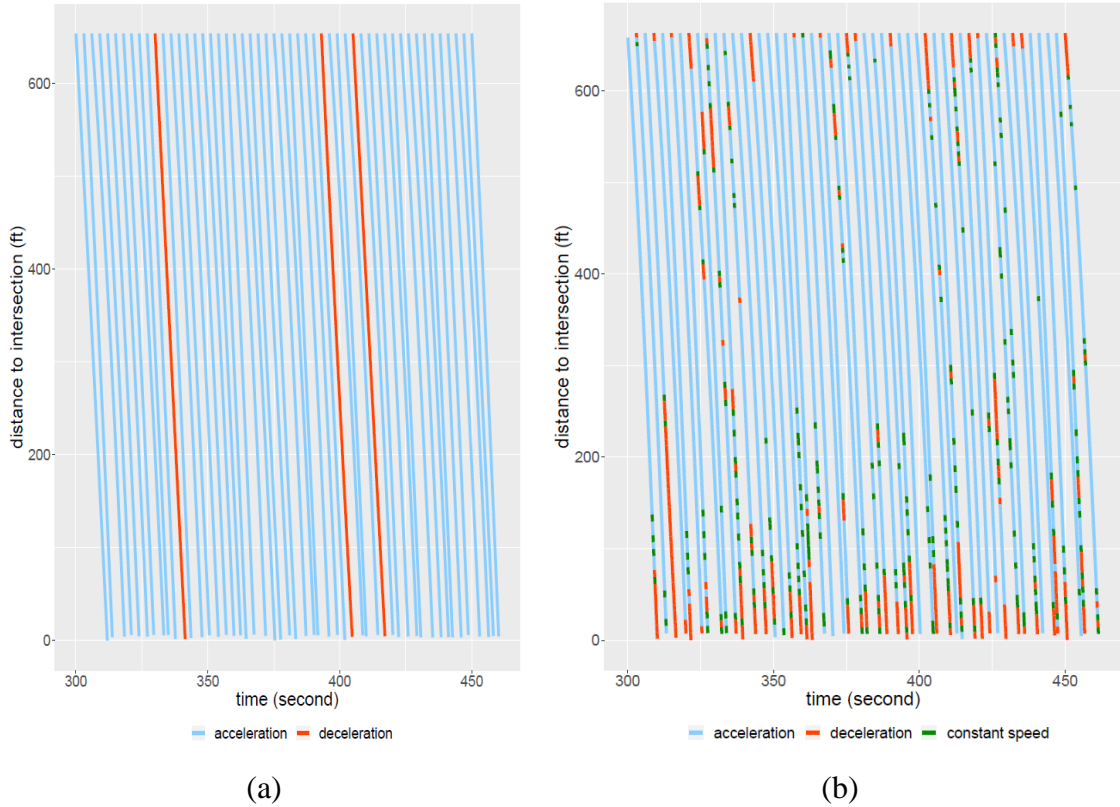 600
400
200
0
distance to intersection (ft)
300 350 400 450
time (second)
acceleration deceleration
(a)
600
400
200
0
distance to intersection (ft)
300 350 400 450
time (second)
acceleration deceleration constant speed
(b)